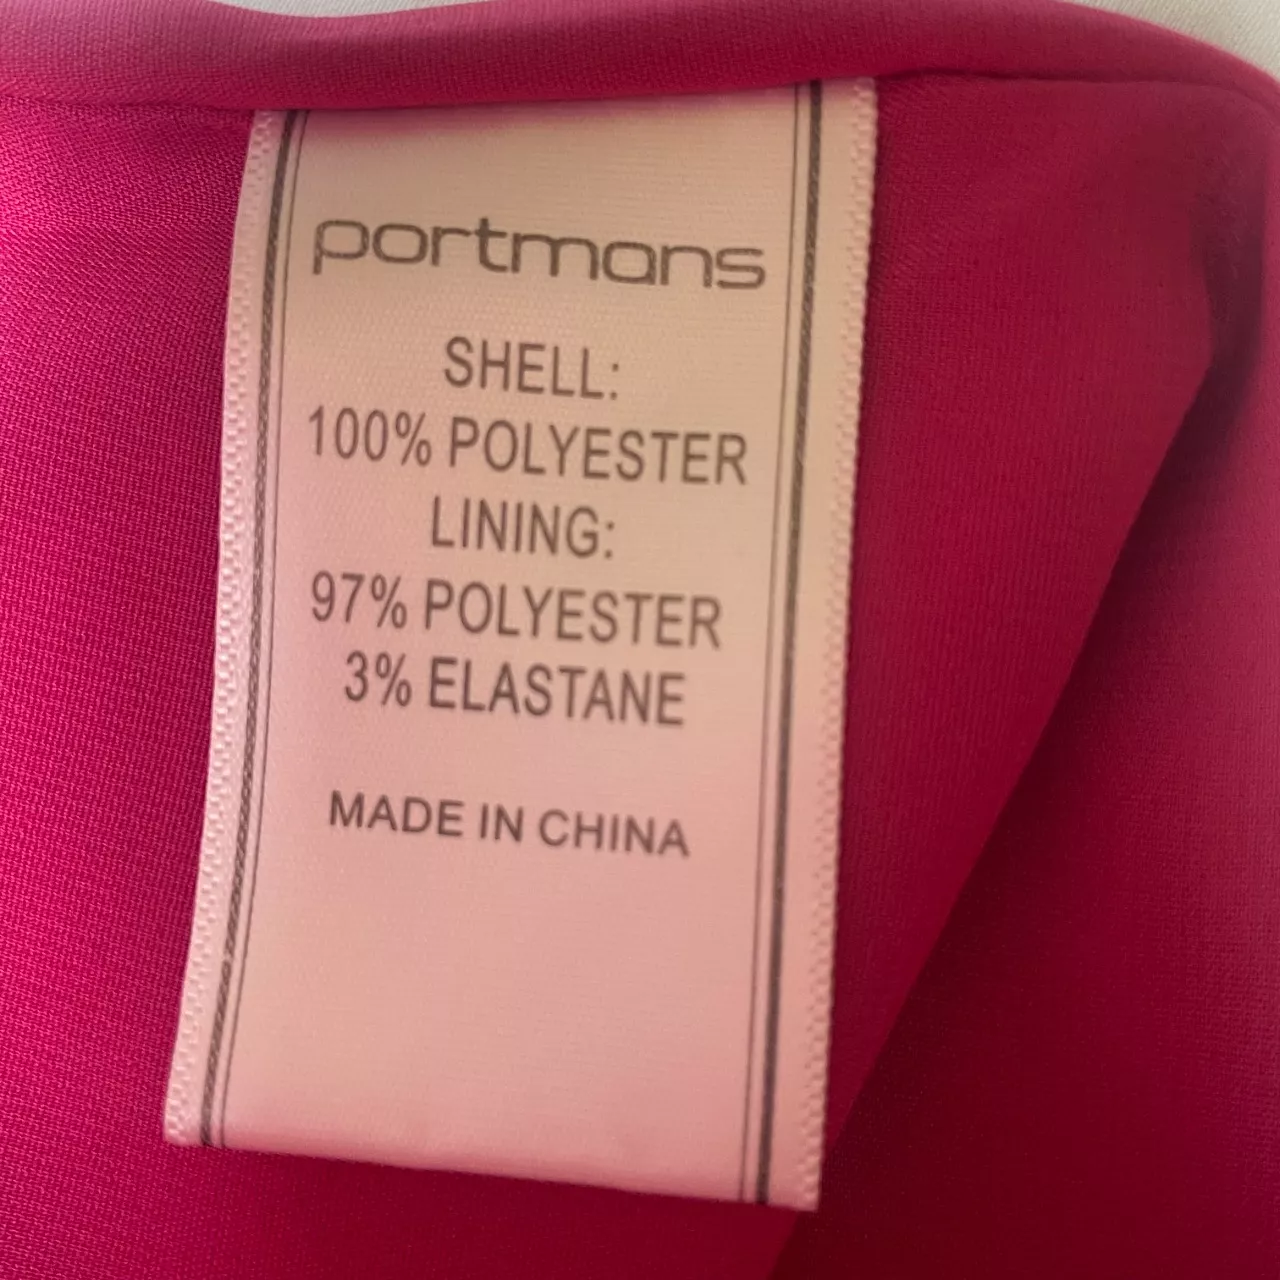 portmans
SHELL:
100% POLYESTER
LINING:
97% POLYESTER
3% ELASTANE
MADE IN CHINA